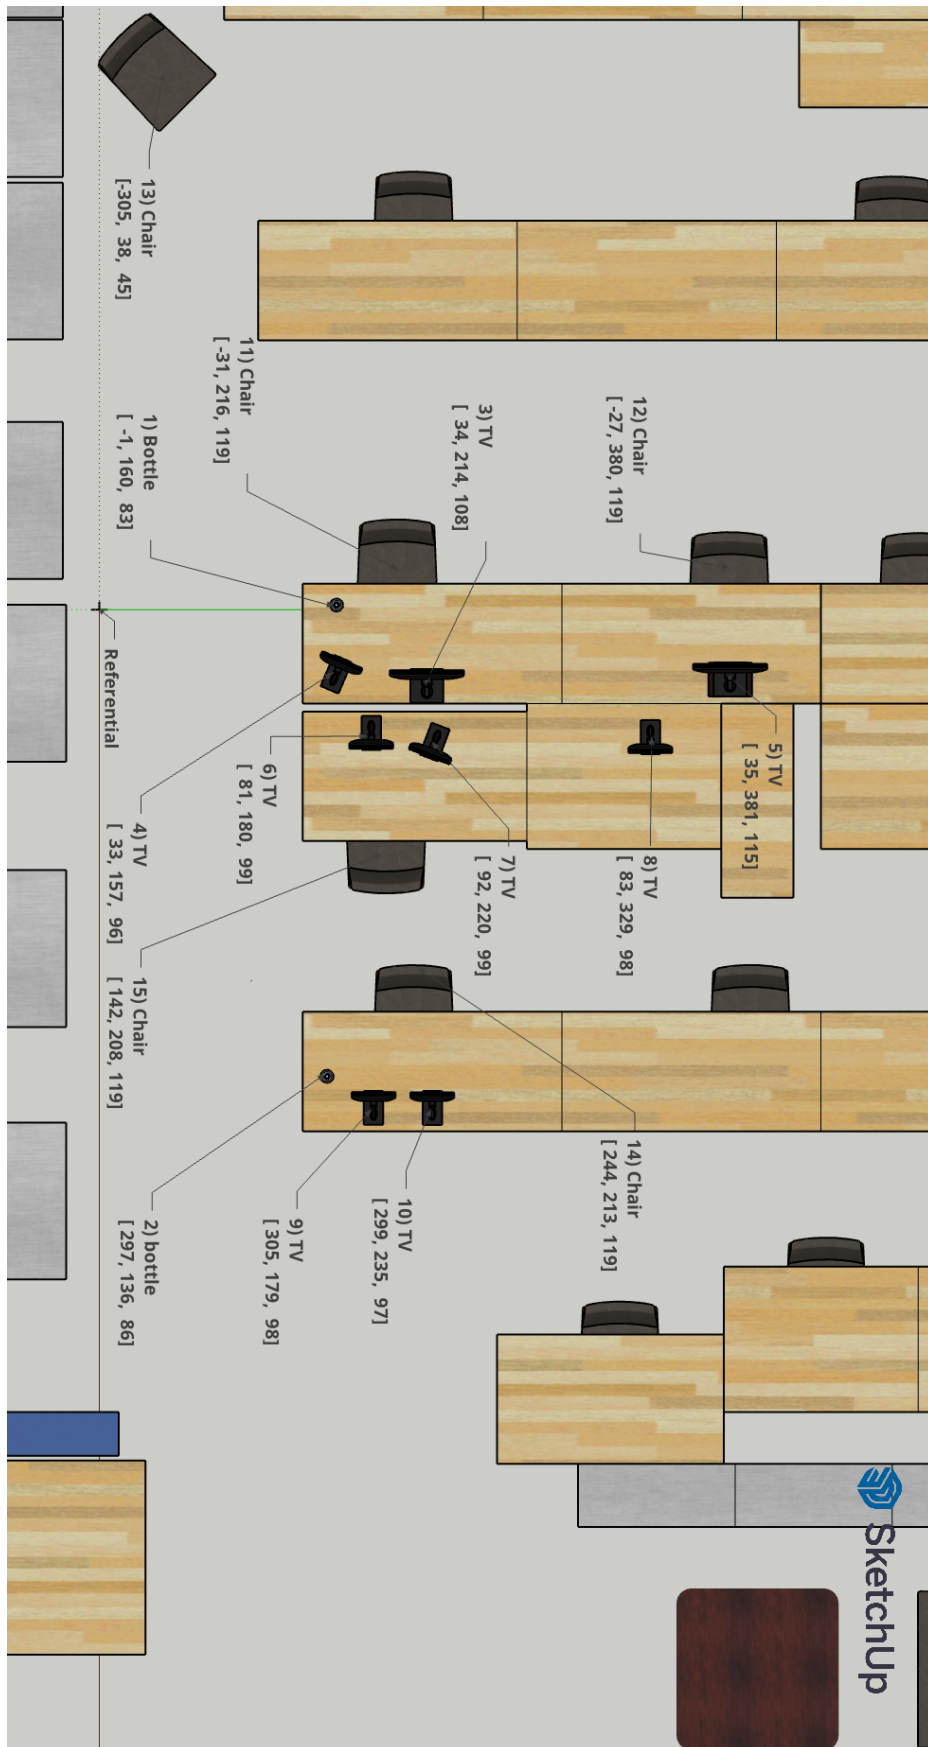 13) Chair
[-305, 38, 45]
11) Chair
[-31, 216, 119]
1) Bottle
[ -1, 160, 83]
3) TV
[ 34, 214, 108]
12) Chair
[-27, 380, 119]
Referential
4) TV
[ 33, 157, 96]
6) TV
[ 81, 180, 99]
7) TV
[ 92, 220, 99]
8) TV
[ 83, 329, 98]
5) TV
[ 35, 381, 115]
15) Chair
[ 142, 208, 119]
14) Chair
[ 244, 213, 119]
2) bottle
[ 297, 136, 86]
9) TV
[ 305, 179, 98]
10) TV
[ 299, 235, 97]
SketchUp